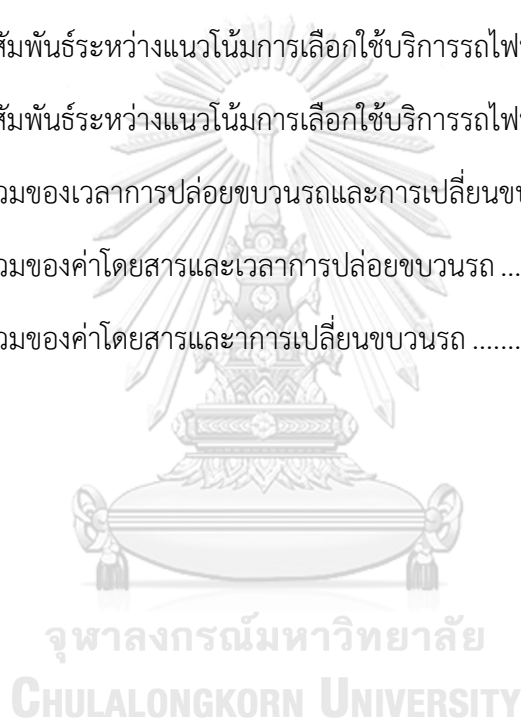 สัมพันธ์ระหว่างแนวโน้มการเลือกใช้บริการรถไฟ
สัมพันธ์ระหว่างแนวโน้มการเลือกใช้บริการรถไฟ
วมของเวลาการปล่อยขบวนรถและการเปลี่ยนข
วมของค่าโดยสารและเวลาการปล่อยขบวนรถ ...
วมของค่าโดยสารและาการเปลี่ยนขบวนรถ .......
จุฬาลงกรณ์มหาวิทยาลัย
CHULALONGKORN UNIVERSITY